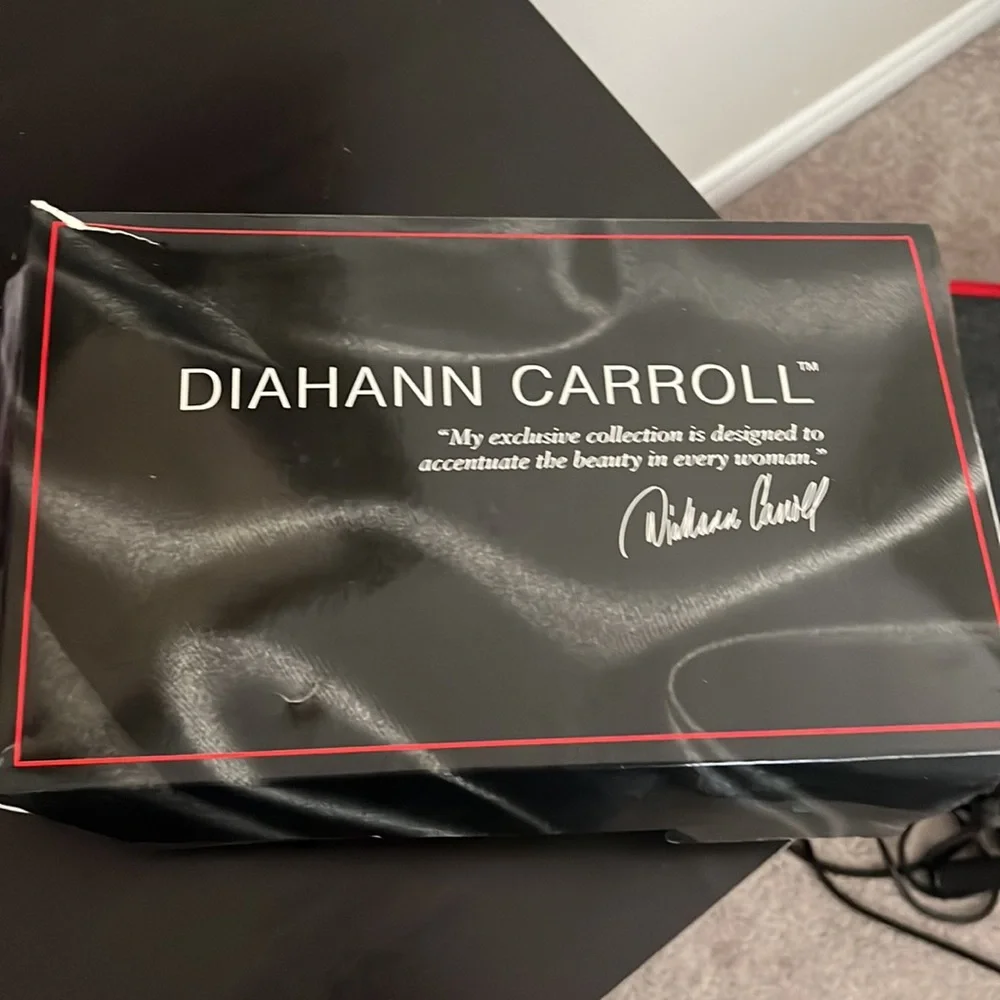 DIAHANN CARROLL™
“My exclusive collection is designed to
accentuate the beauty in every woman.”
Diahann Carroll